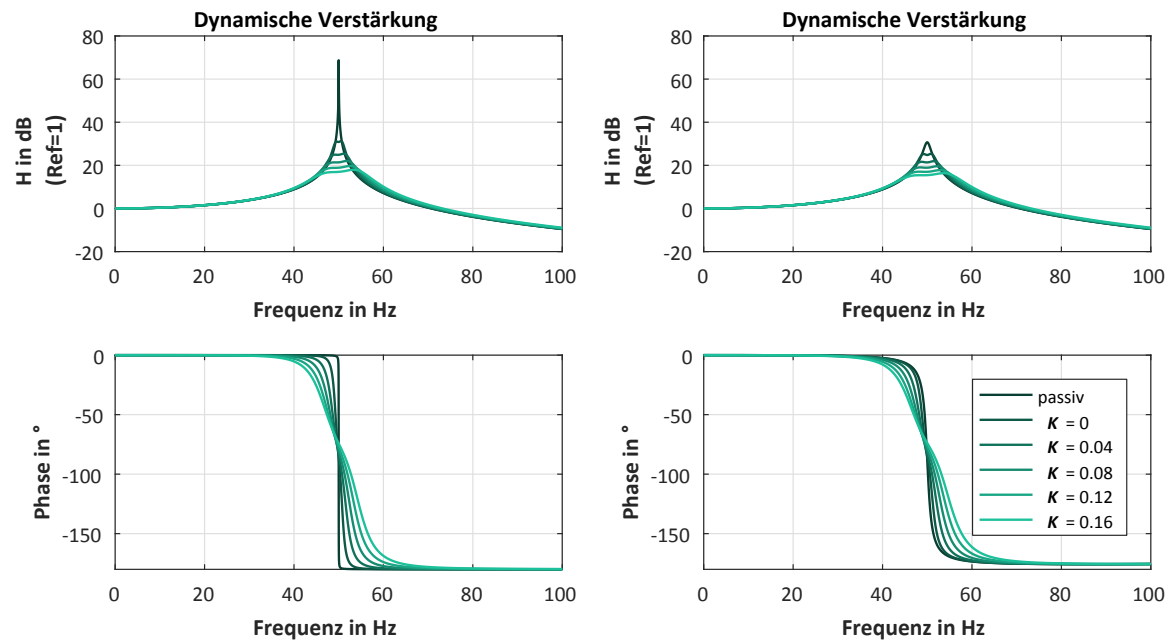 Dynamische Verstärkung
80
60
40
20
0
-20
H in dB
(Ref=1)
0 20 40 60 80 100
Frequenz in Hz
Dynamische Verstärkung
80
60
40
20
0
-20
H in dB
(Ref=1)
0 20 40 60 80 100
Frequenz in Hz
0
-50
-100
-150
Phase in °
0 20 40 60 80 100
Frequenz in Hz
0
-50
-100
-150
Phase in °
passiv
K = 0
K = 0.04
K = 0.08
K = 0.12
K = 0.16
0 20 40 60 80 100
Frequenz in Hz